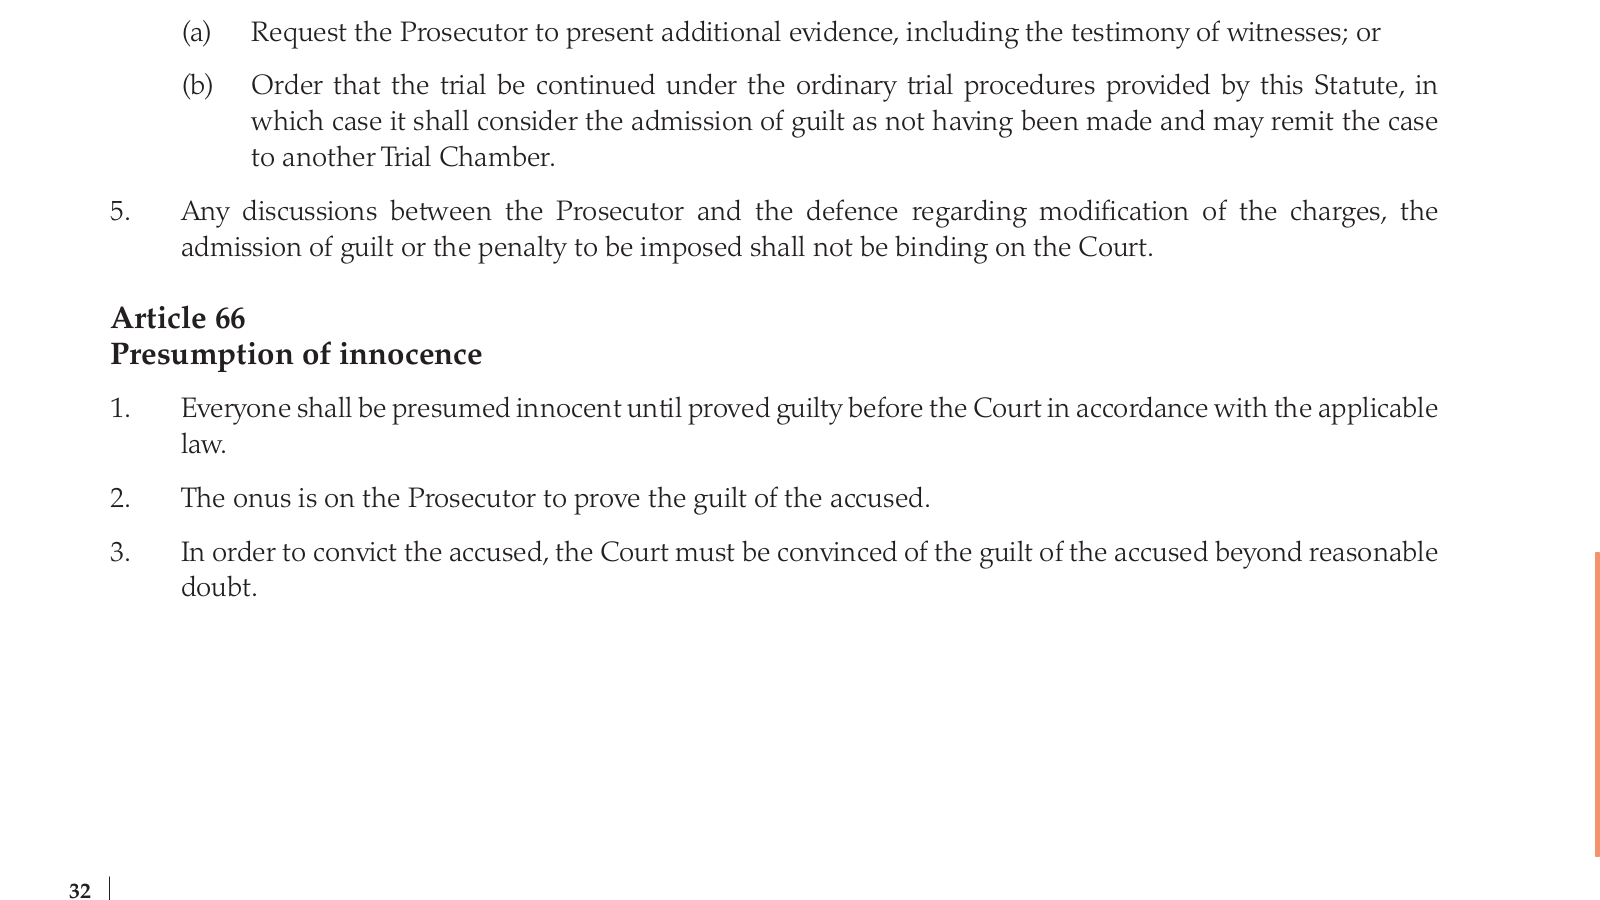 (a) Request the Prosecutor to present additional evidence, including the testimony of witnesses; or
(b) Order that the trial be continued under the ordinary trial procedures provided by this Statute, in
which case it shall consider the admission of guilt as not having been made and may remit the case
to another Trial Chamber.
5. Any discussions between the Prosecutor and the defence regarding modification of the charges, the
admission of guilt or the penalty to be imposed shall not be binding on the Court.
Article 66
Presumption of innocence
1. Everyone shall be presumed innocent until proved guilty before the Court in accordance with the applicable
law.
2. The onus is on the Prosecutor to prove the guilt of the accused.
3. In order to convict the accused, the Court must be convinced of the guilt of the accused beyond reasonable
doubt.
32